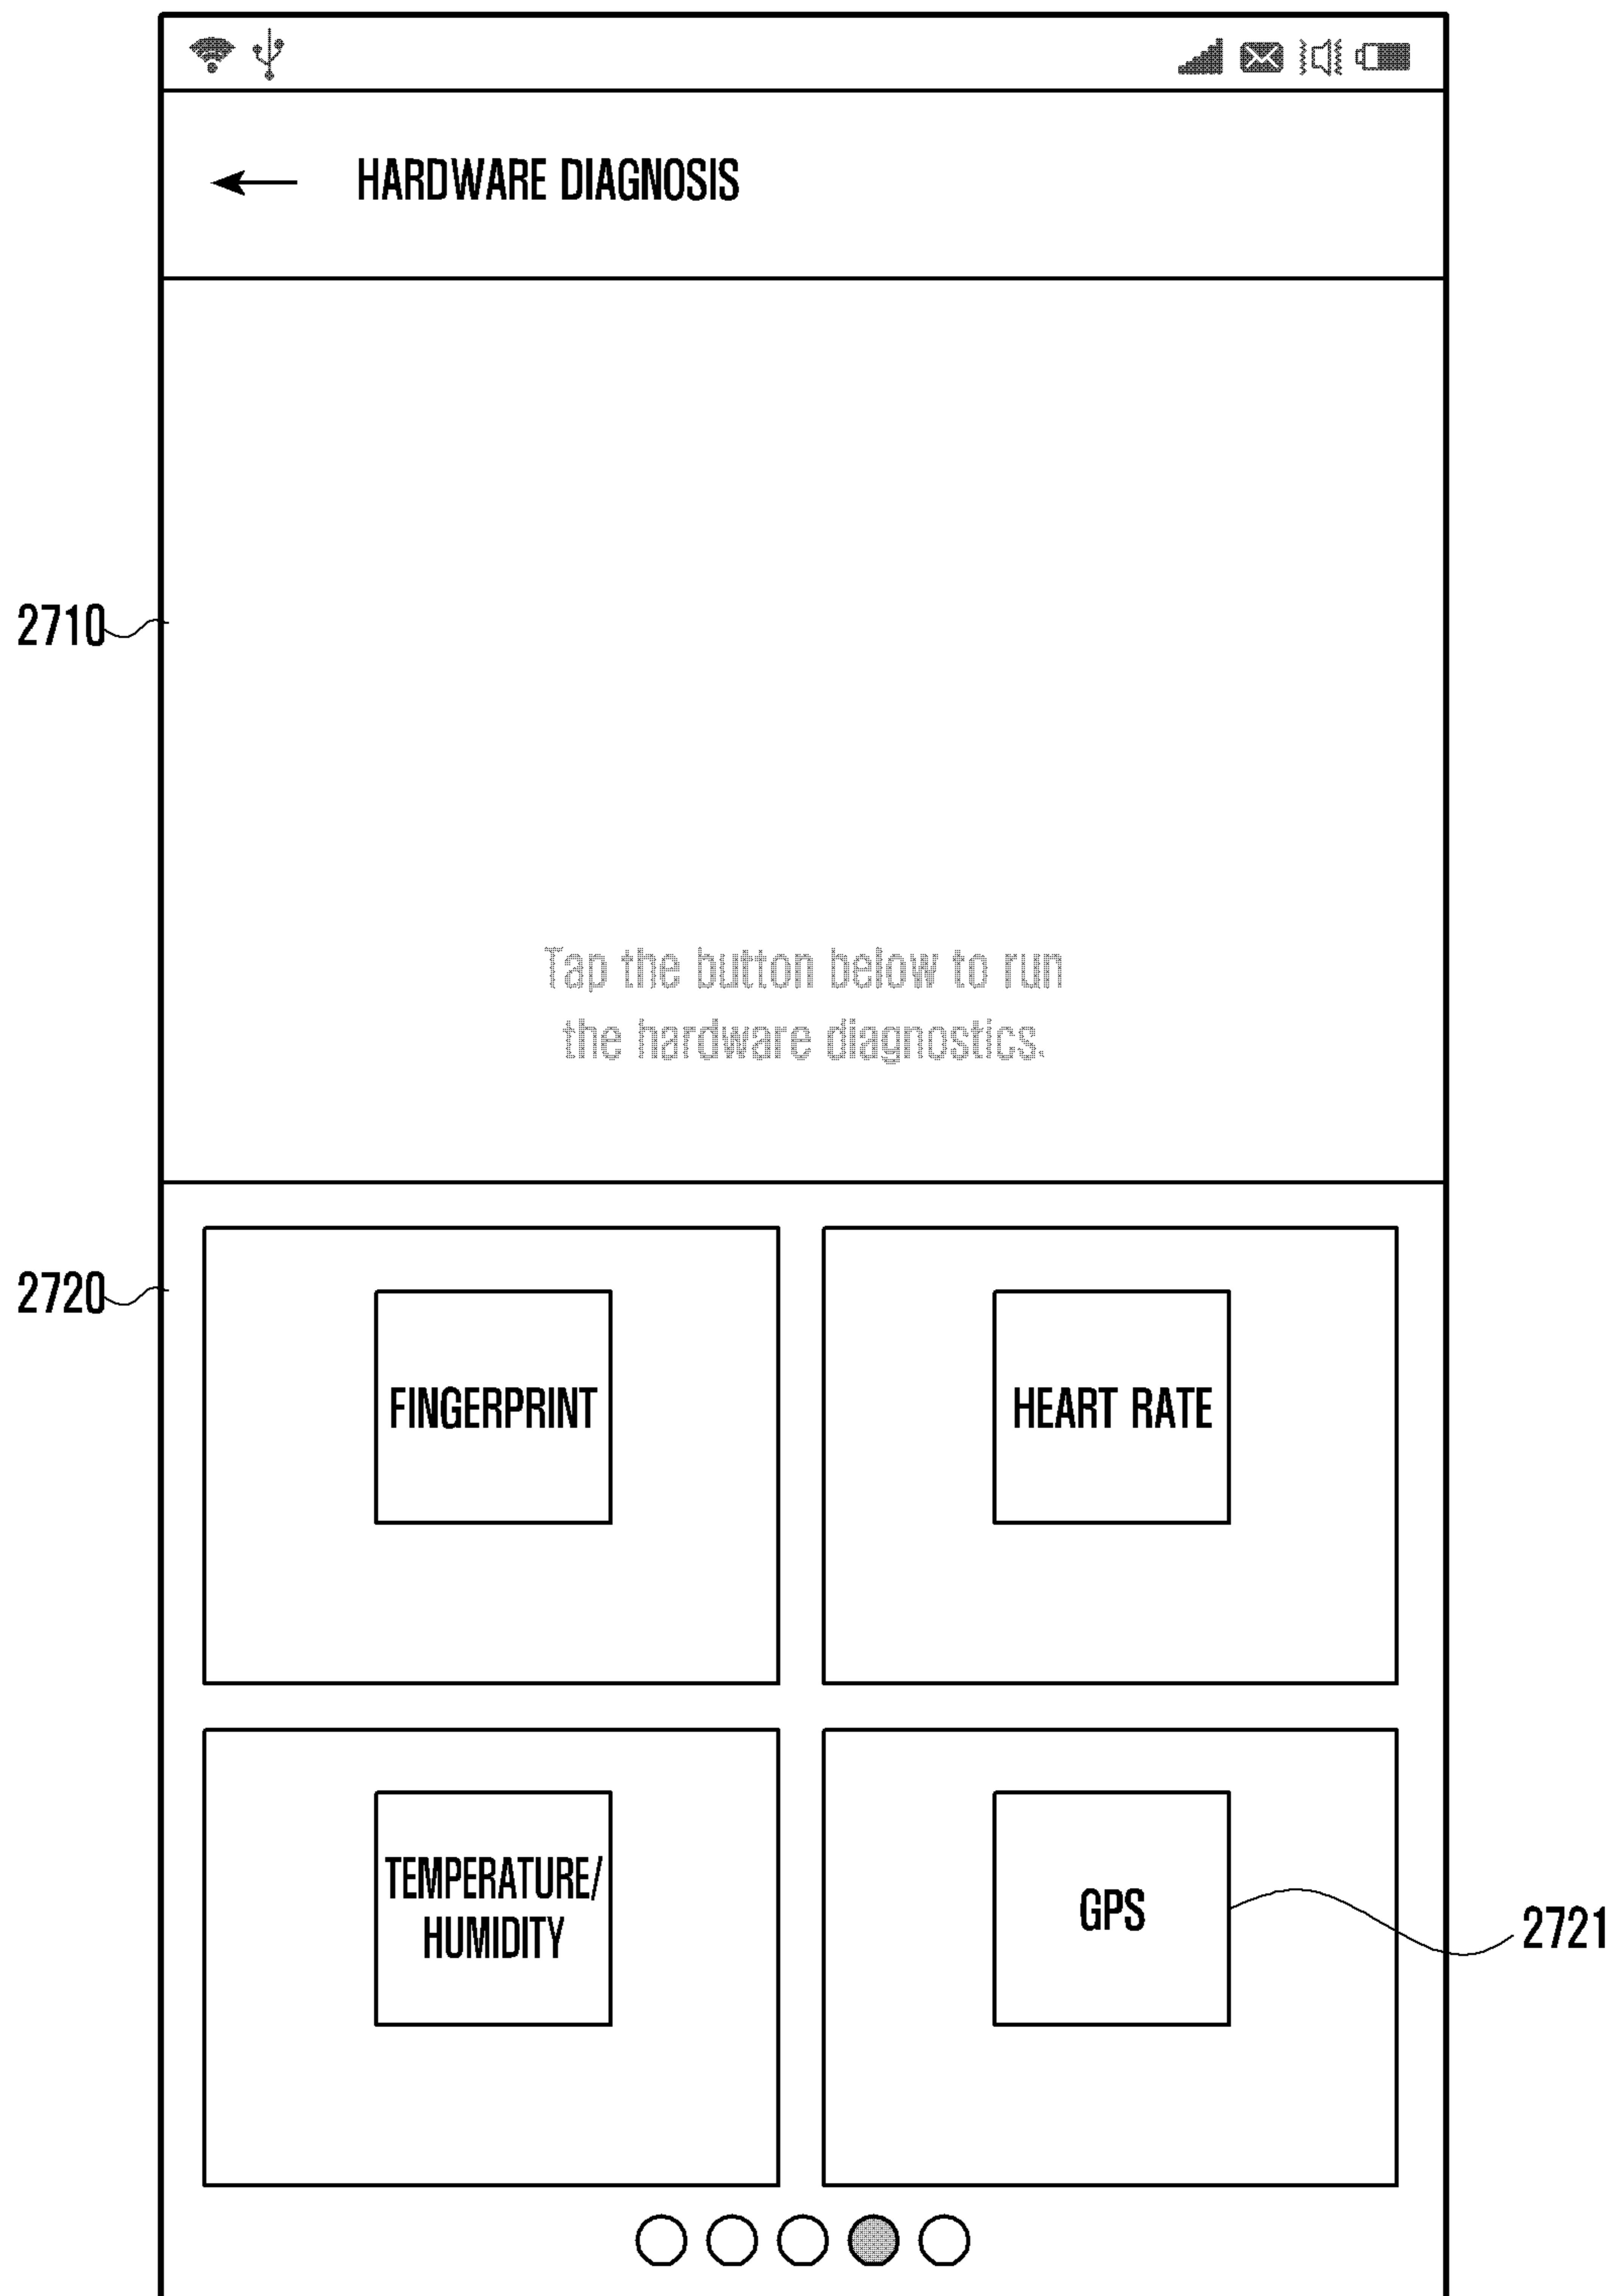 HARDWARE DIAGNOSIS
2710
Tap the button below to run
the hardware diagnostics.
2720
FINGERPRINT
HEART RATE
TEMPERATURE/
HUMIDITY
GPS
2721